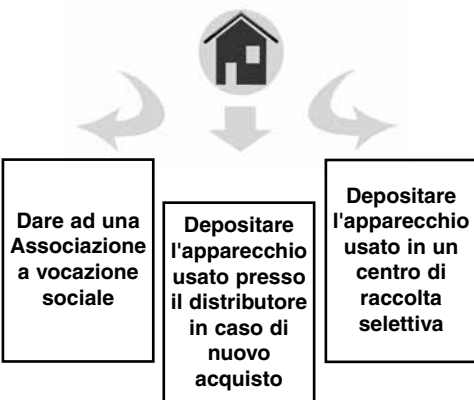 Dare ad una
Associazione
a vocazione
sociale
Depositare
l'apparecchio
usato presso
il distributore
in caso di
nuovo
acquisto
Depositare
l'apparecchio
usato in un
centro di
raccolta
selettiva